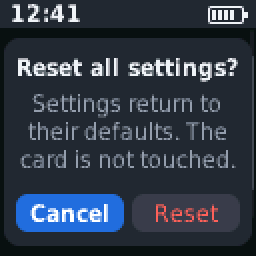 12:41
Reset all settings?
Settings return to
their defaults. The
card is not touched.
Cancel
Reset